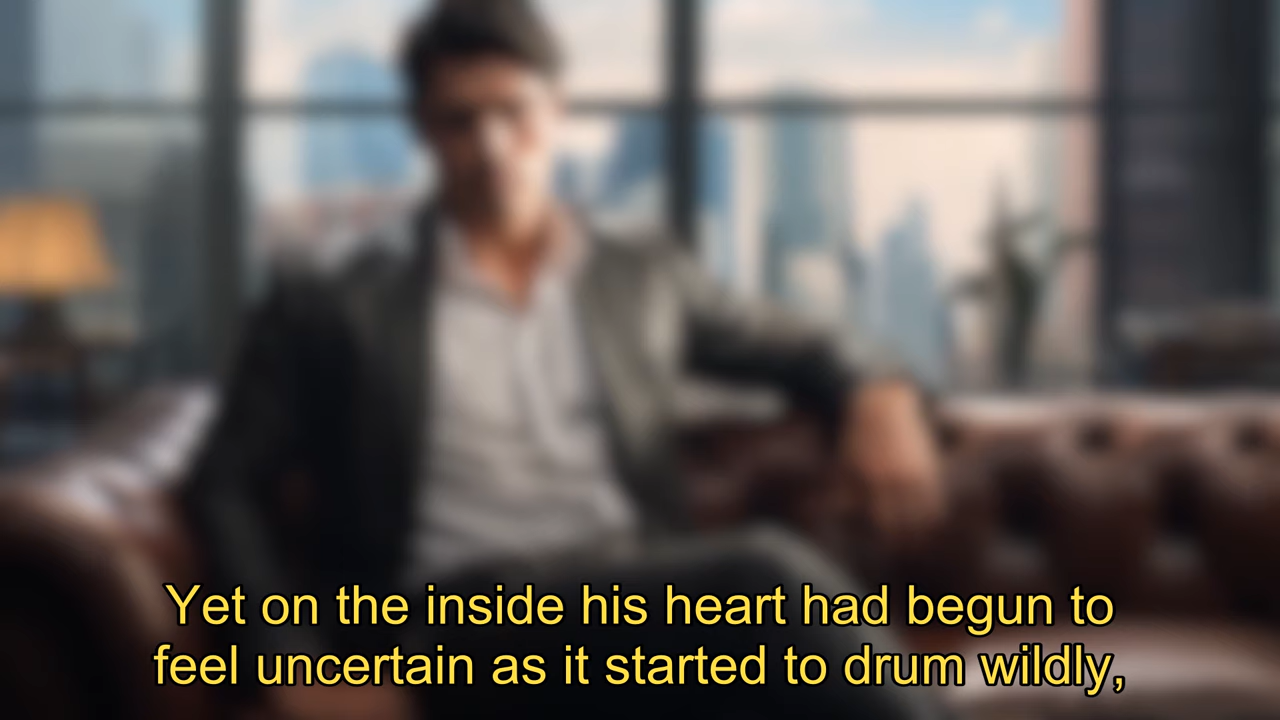 Yet on the inside his heart had begun to
feel uncertain as it started to drum wildly,